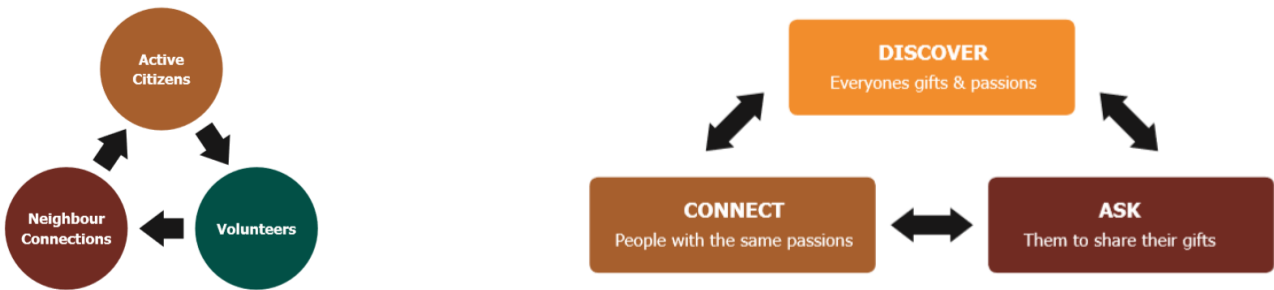 Active
Citizens
Neighbour
Connections
Volunteers
DISCOVER
Everyones gifts & passions
CONNECT
People with the same passions
ASK
Them to share their gifts